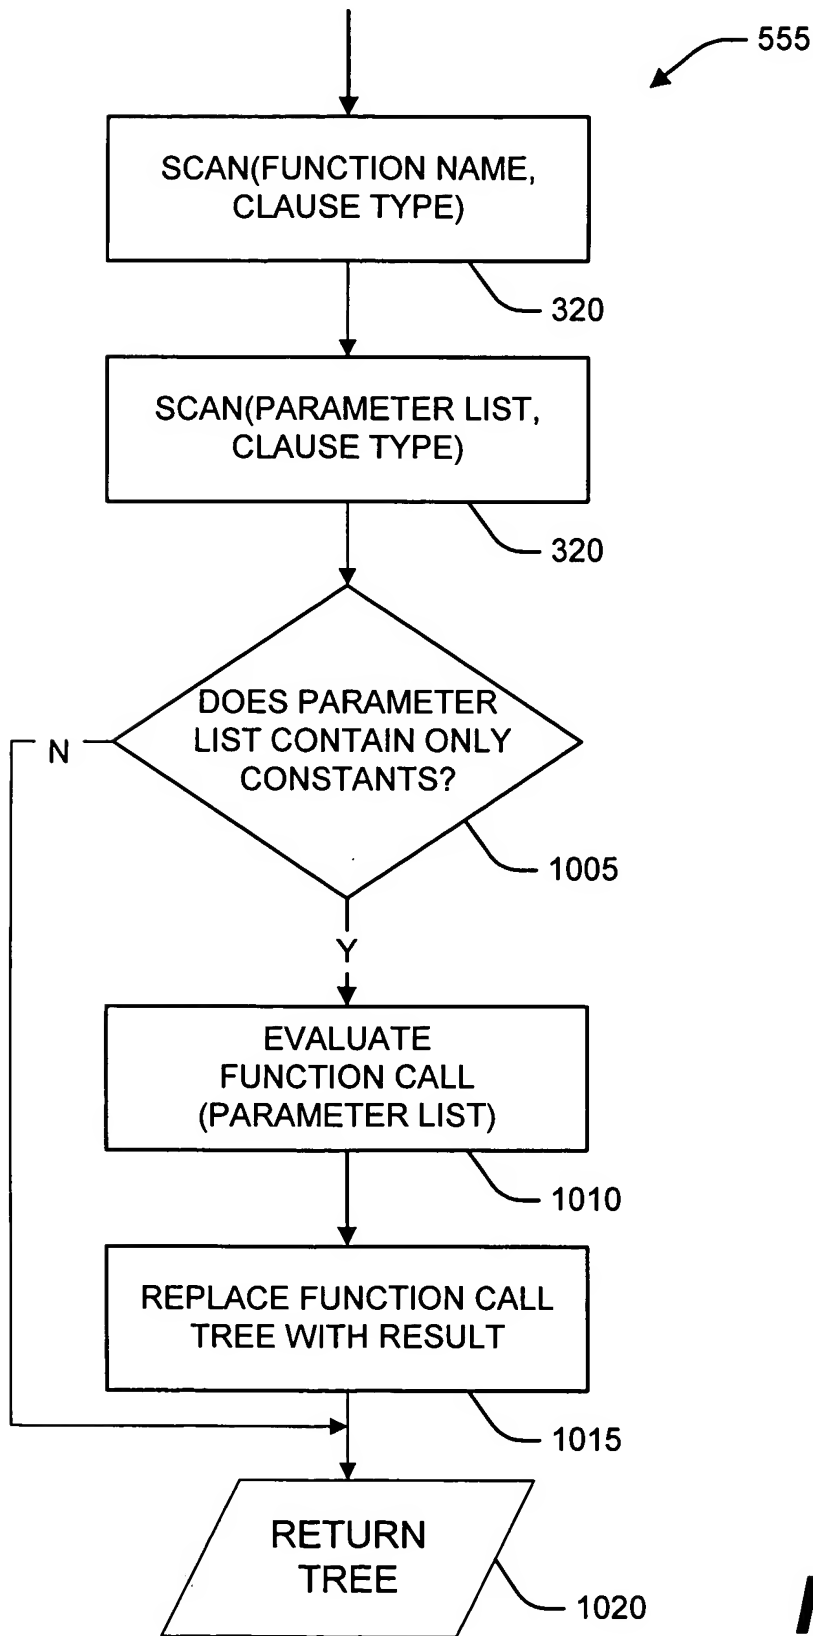 555
SCAN(FUNCTION NAME,
CLAUSE TYPE)
320
SCAN(PARAMETER LIST,
CLAUSE TYPE)
320
DOES PARAMETER
LIST CONTAIN ONLY
CONSTANTS?
N
1005
Y
EVALUATE
FUNCTION CALL
(PARAMETER LIST)
1010
REPLACE FUNCTION CALL
TREE WITH RESULT
1015
RETURN
TREE
1020